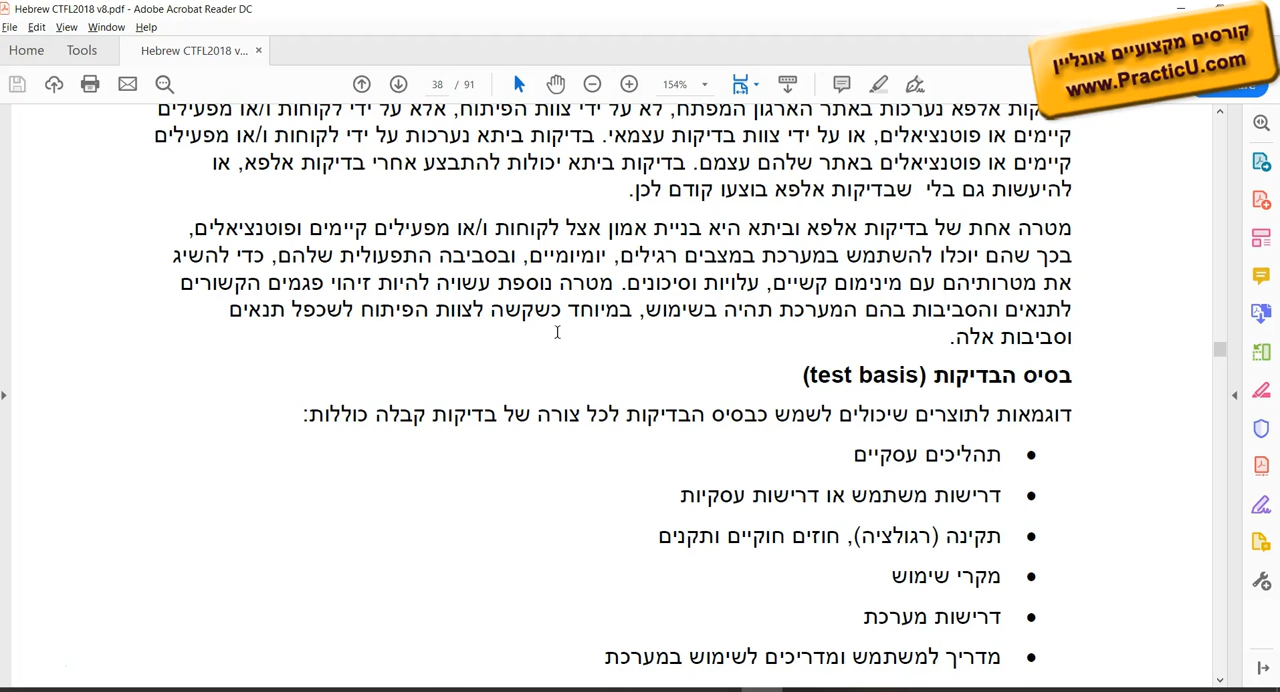 Hebrew CTFL2018 v8.pdf - Adobe Acrobat Reader DC
File Edit View Window Help
Home Tools Hebrew CTFL2018 v... ×
38 / 91 154%
קורסים מקצועיים אונליין
www.PracticU.com
אלפא נערכות באתר הארגון המפתח, לא על ידי צוות הפיתוח, אלא על ידי לקוחות ו/או מפעילים
קיימים או פוטנציאלים, או על ידי צוות בדיקות עצמאי. בדיקות ביתא נערכות על ידי לקוחות ו/או מפעילים
קיימים או פוטנציאלים באתר שלהם עצמם. בדיקות ביתא יכולות להתבצע אחרי בדיקות אלפא, או
להיעשות גם בלי שבדיקות אלפא בוצעו קודם לכן.
מטרה אחת של בדיקות אלפא וביתא היא בניית אמון אצל לקוחות ו/או מפעילים קיימים ופוטנציאלים,
בכך שהם יוכלו להשתמש במערכת במצבים רגילים, יומיומיים, ובסביבה התפעולית שלהם, כדי להשיג
את מטרותיהם עם מינימום קשיים, עלויות וסיכונים. מטרה נוספת עשויה להיות זיהוי פגמים הקשורים
לתנאים והסביבות בהם המערכת תהיה בשימוש, במיוחד כשקשה לצוות הפיתוח לשכפל תנאים
וסביבות אלה.
בסיס הבדיקות (test basis)
דוגמאות לתוצרים שיכולים לשמש כבסיס הבדיקות לכל צורה של בדיקות קבלה כוללות:
• תהליכים עסקיים
• דרישות משתמש או דרישות עסקיות
• תקינה (רגולציה), חוזים חוקיים ותקנים
• מקרי שימוש
• דרישות מערכת
• מדריך למשתמש ומדריכים לשימוש במערכת